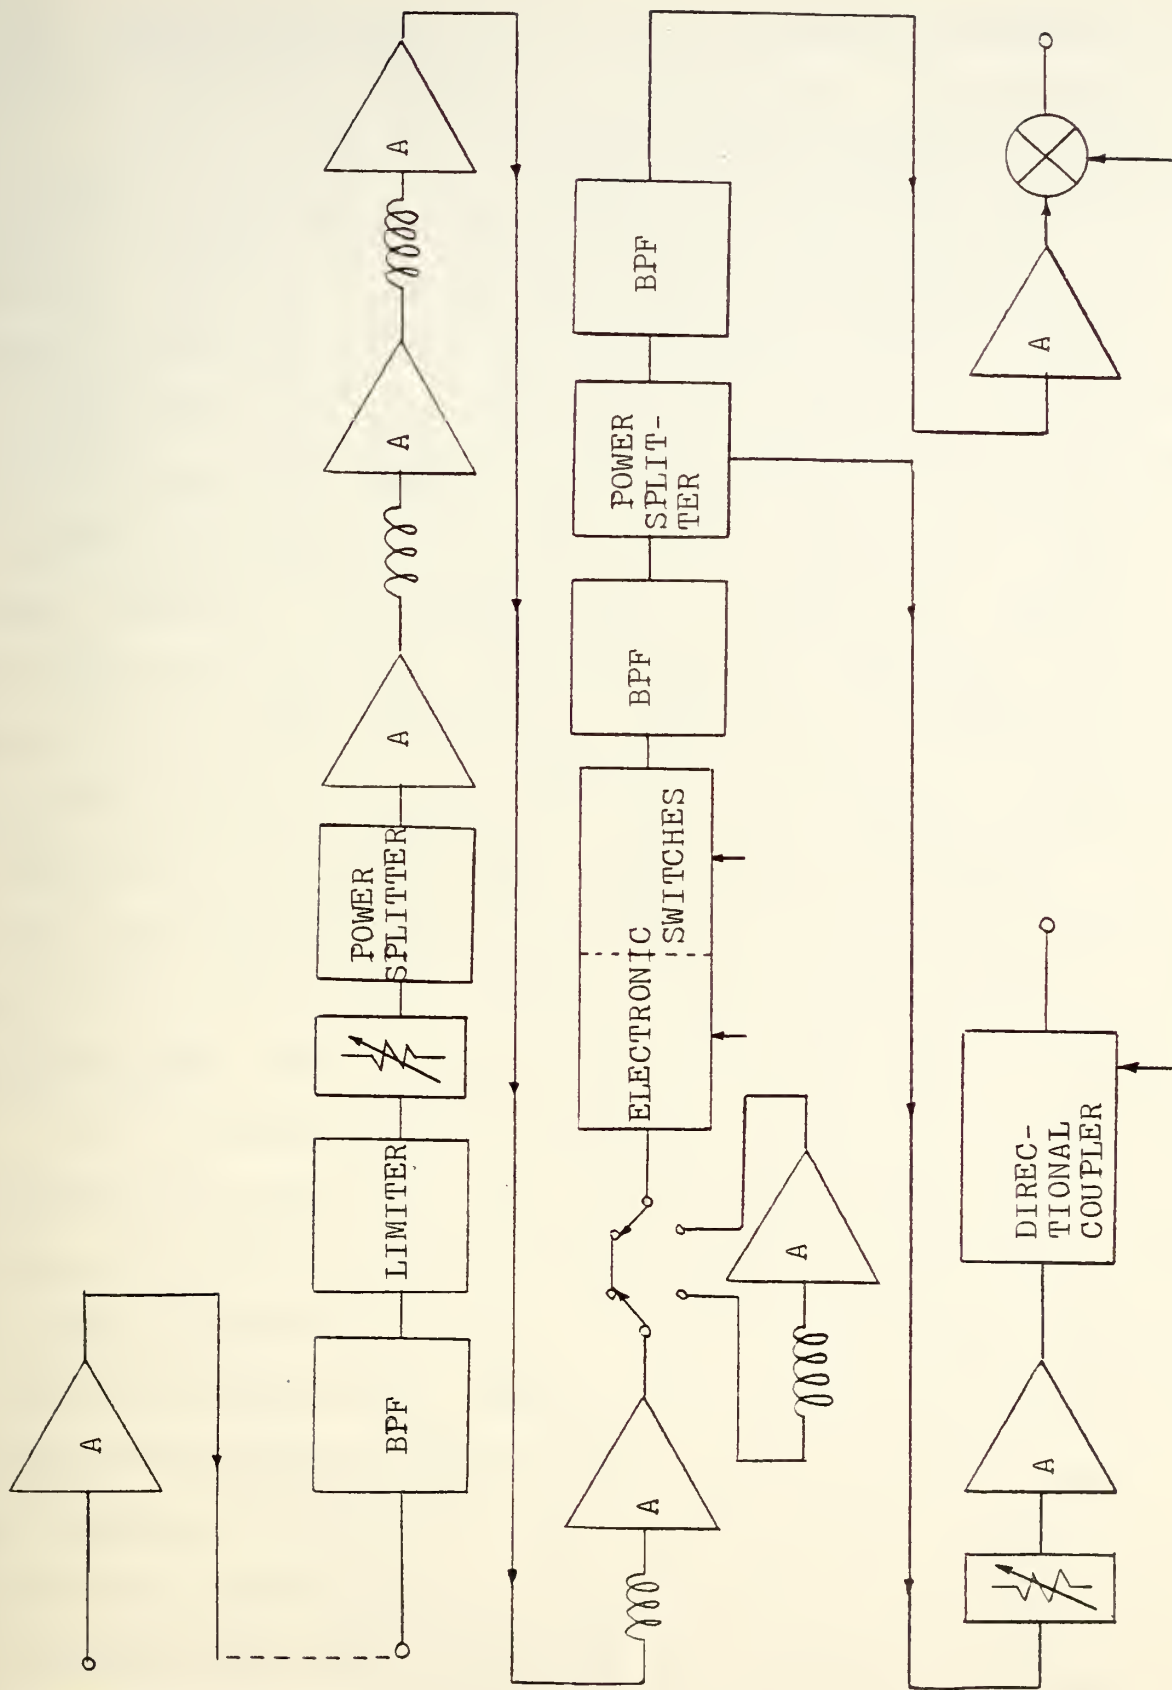 A
BPF
LIMITER
POWER
SPLITTER
A
A
A
A
A
ELECTRONIC
SWITCHES
BPF
POWER
SPLIT-
TER
BPF
A
DIREC-
TIONAL
COUPLER
A